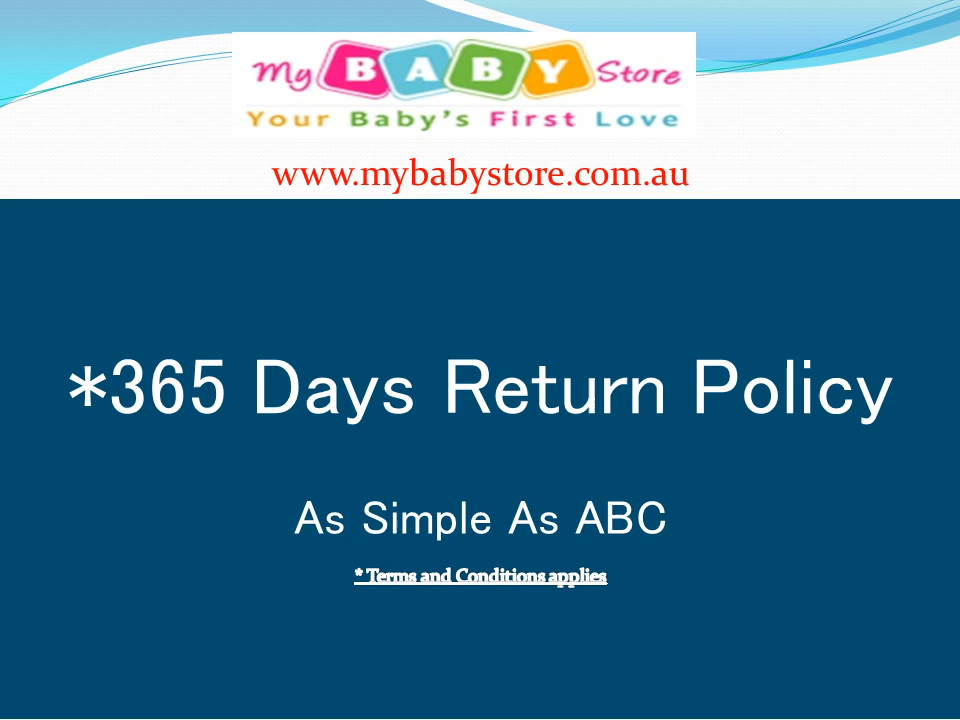 My BABY Store
Your Baby's First Love
www.mybabystore.com.au
*365 Days Return Policy
As Simple As ABC
* Terms and Conditions applies